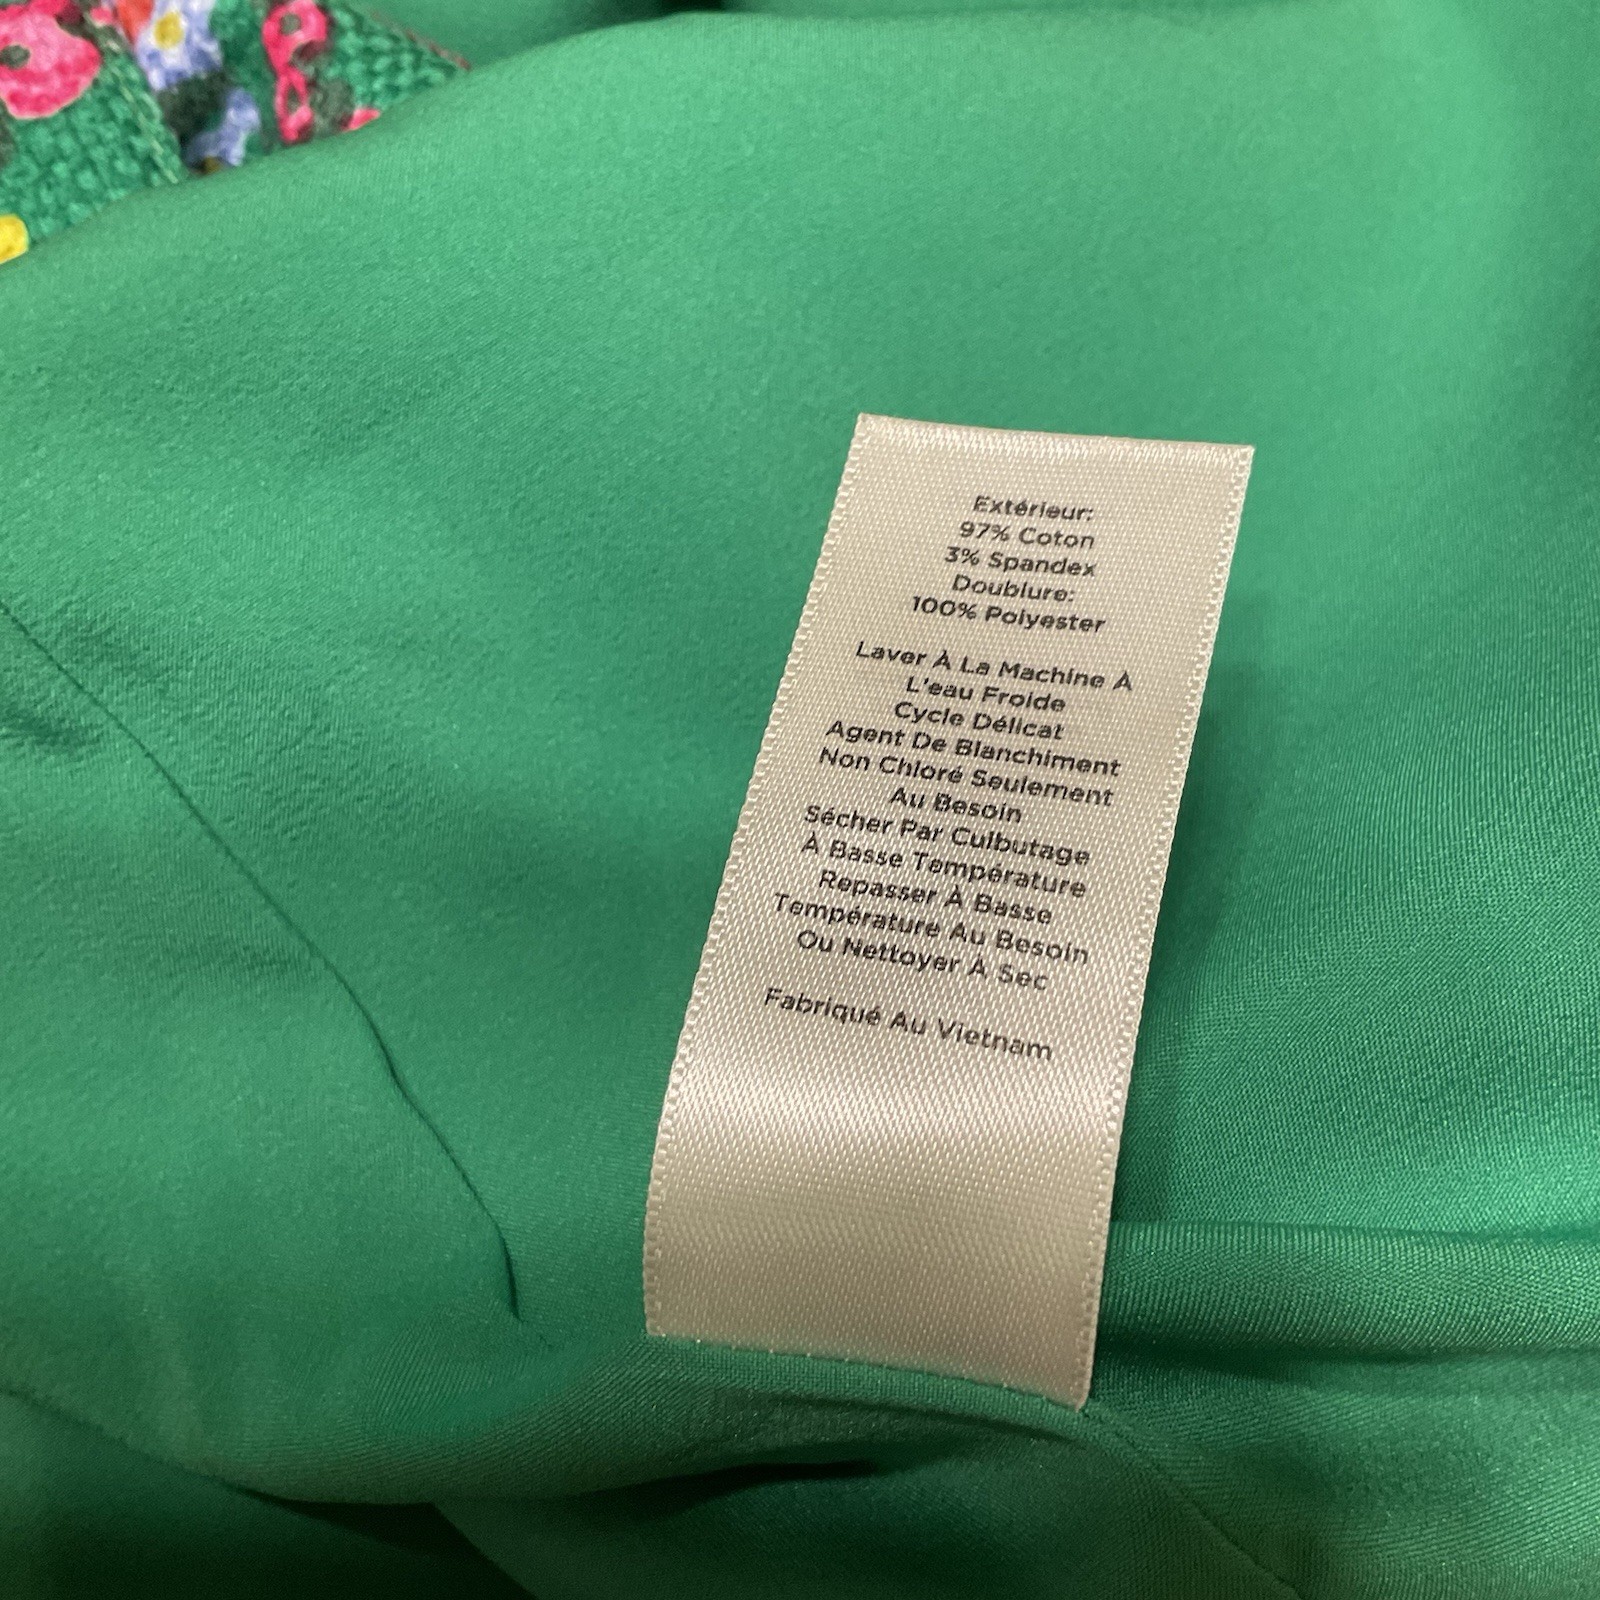 Extérieur:
97% Coton
3% Spandex
Doublure:
100% Polyester
Laver À La Machine À
L'eau Froide
Cycle Délicat
Agent De Blanchiment
Non Chloré Seulement
Au Besoin
Sécher Par Culbutage
À Basse Température
Repasser À Basse
Température Au Besoin
Ou Nettoyer À Sec
Fabriqué Au Vietnam